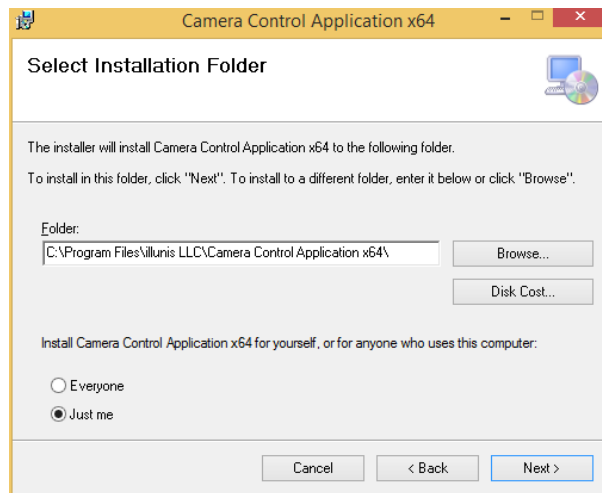 Camera Control Application x64
Select Installation Folder
The installer will install Camera Control Application x64 to the following folder.
To install in this folder, click "Next". To install to a different folder, enter it below or click "Browse".
Folder:
C:\Program Files\illunis LLC\Camera Control Application x64\
Browse...
Disk Cost...
Install Camera Control Application x64 for yourself, or for anyone who uses this computer:
Everyone
Just me
Cancel
< Back
Next >